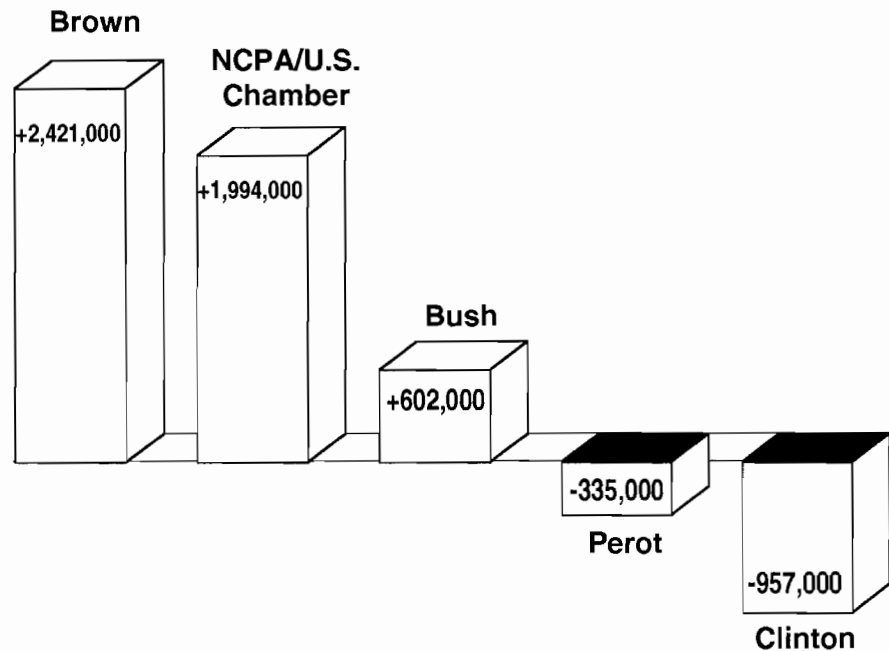 Brown
+2,421,000
NCPA/U.S.
Chamber
+1,994,000
Bush
+602,000
-335,000
Perot
-957,000
Clinton